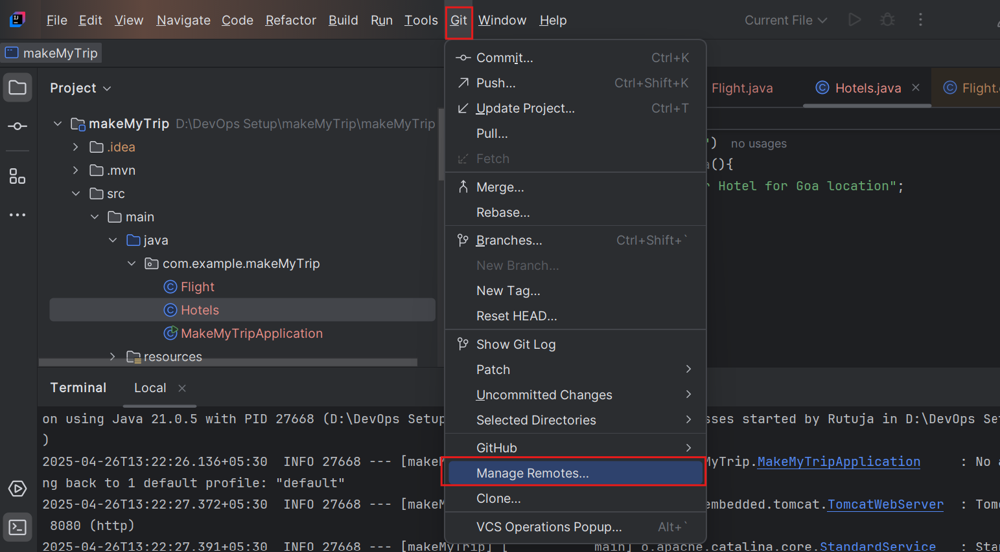 File Edit View Navigate Code Refactor Build Run Tools Git Window Help Current File
makeMyTrip
Project
makeMyTrip D:\DevOps Setup\makeMyTrip\makeMyTrip
.idea
.mvn
src
main
java
com.example.makeMyTrip
Flight
Hotels
MakeMyTripApplication
resources
Commit... Ctrl+K
Push... Ctrl+Shift+K
Update Project... Ctrl+T
Pull...
Fetch
Merge...
Rebase...
Branches... Ctrl+Shift+`
New Branch...
New Tag...
Reset HEAD...
Show Git Log
Patch
Uncommitted Changes
Selected Directories
GitHub
Manage Remotes...
Clone...
VCS Operations Popup... Alt+`
Flight.java Hotels.java Flight.
") no usages
(){
Hotel for Goa location";
Terminal Local
on using Java 21.0.5 with PID 27668 (D:\DevOps Setup sses started by Rutuja in D:\DevOps Se
)
2025-04-26T13:22:26.136+05:30 INFO 27668 --- [makeM MyTrip.MakeMyTripApplication : No a
ng back to 1 default profile: "default"
2025-04-26T13:22:27.372+05:30 INFO 27668 --- [makeM embedded.tomcat.TomcatWebServer : Tom
8080 (http)
2025-04-26T13:22:27.391+05:30 INFO 27668 --- [makeMyTrip] [ main] o.apache.catalina.core.StandardService : Sta